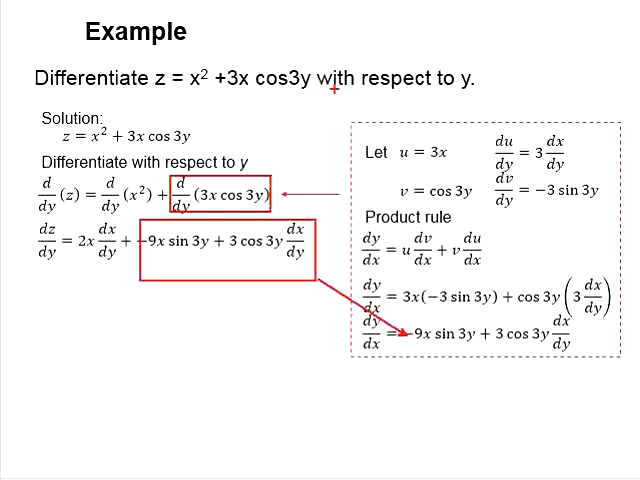 Example
Differentiate z = x² +3x cos3y with respect to y.
Solution:
z = x² + 3x cos 3y
Differentiate with respect to y
d/dy (z) = d/dy (x²) + d/dy (3x cos 3y)
dz/dy = 2x dx/dy + −9x sin 3y + 3 cos 3y dx/dy
Let u = 3x du/dy = 3 dx/dy
v = cos 3y dv/dy = −3 sin 3y
Product rule
dy/dx = u dv/dx + v du/dx
dy/dx = 3x(−3 sin 3y) + cos 3y (3 dx/dy)
dy/dx = −9x sin 3y + 3 cos 3y dx/dy